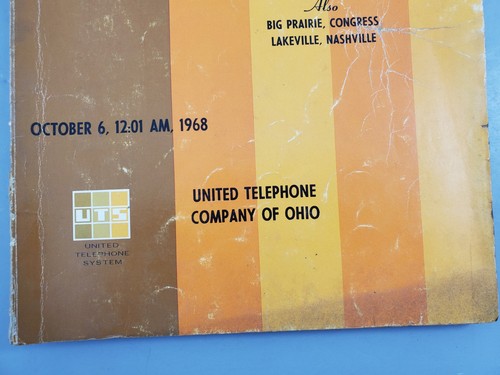 Also
BIG PRAIRIE, CONGRESS
LAKEVILLE, NASHVILLE
OCTOBER 6, 12:01 AM, 1968
UNITED TELEPHONE
COMPANY OF OHIO
UTS
UNITED
TELEPHONE
SYSTEM